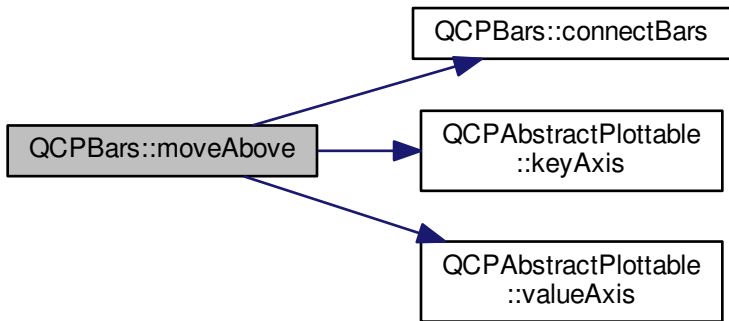 QCPBars::connectBars
QCPBars::moveAbove
QCPAbstractPlottable
::keyAxis
QCPAbstractPlottable
::valueAxis